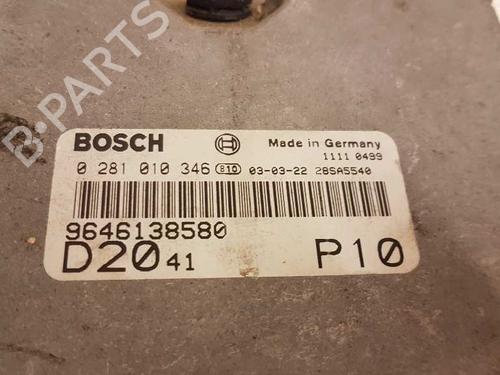 B-PARTS
BOSCH Made in Germany
1111 0499
0 281 010 346 B10 03-03-22 28SA5540
9646138580
D20 41 P10